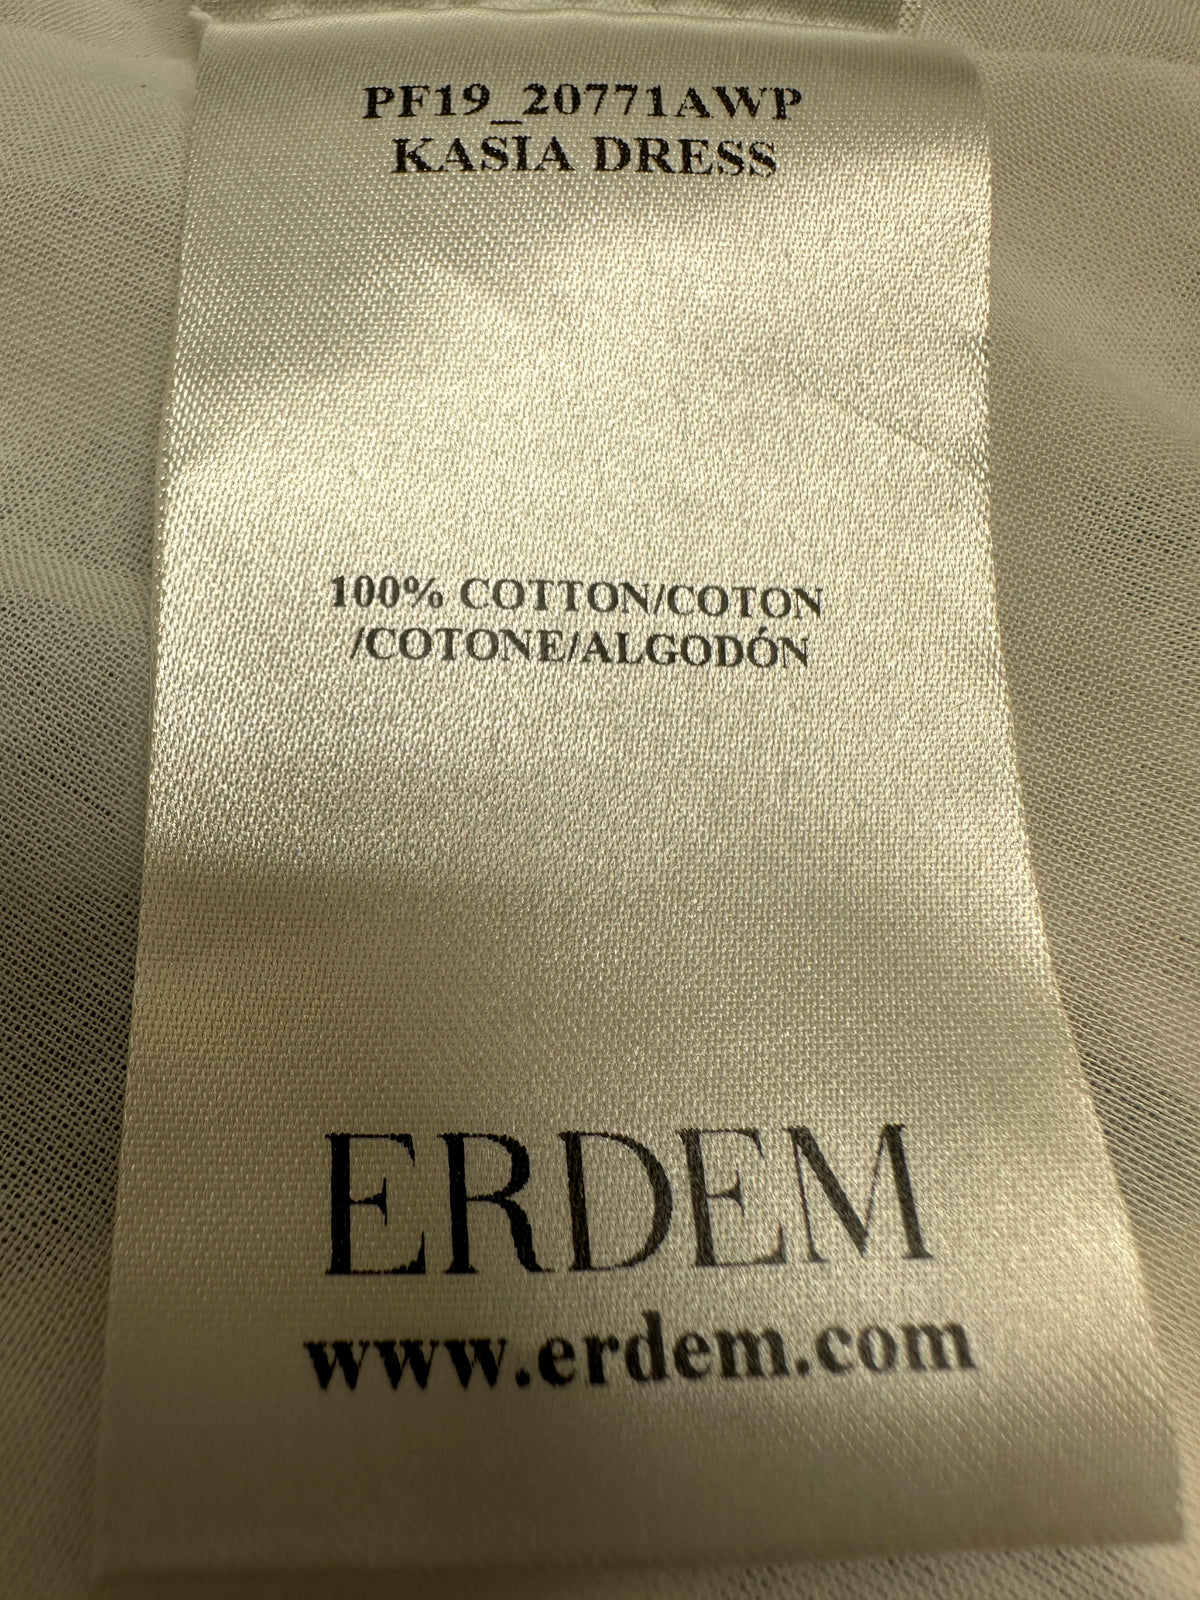 PF19_20771AWP
KASIA DRESS
100% COTTON/COTON
/COTONE/ALGODÓN
ERDEM
www.erdem.com